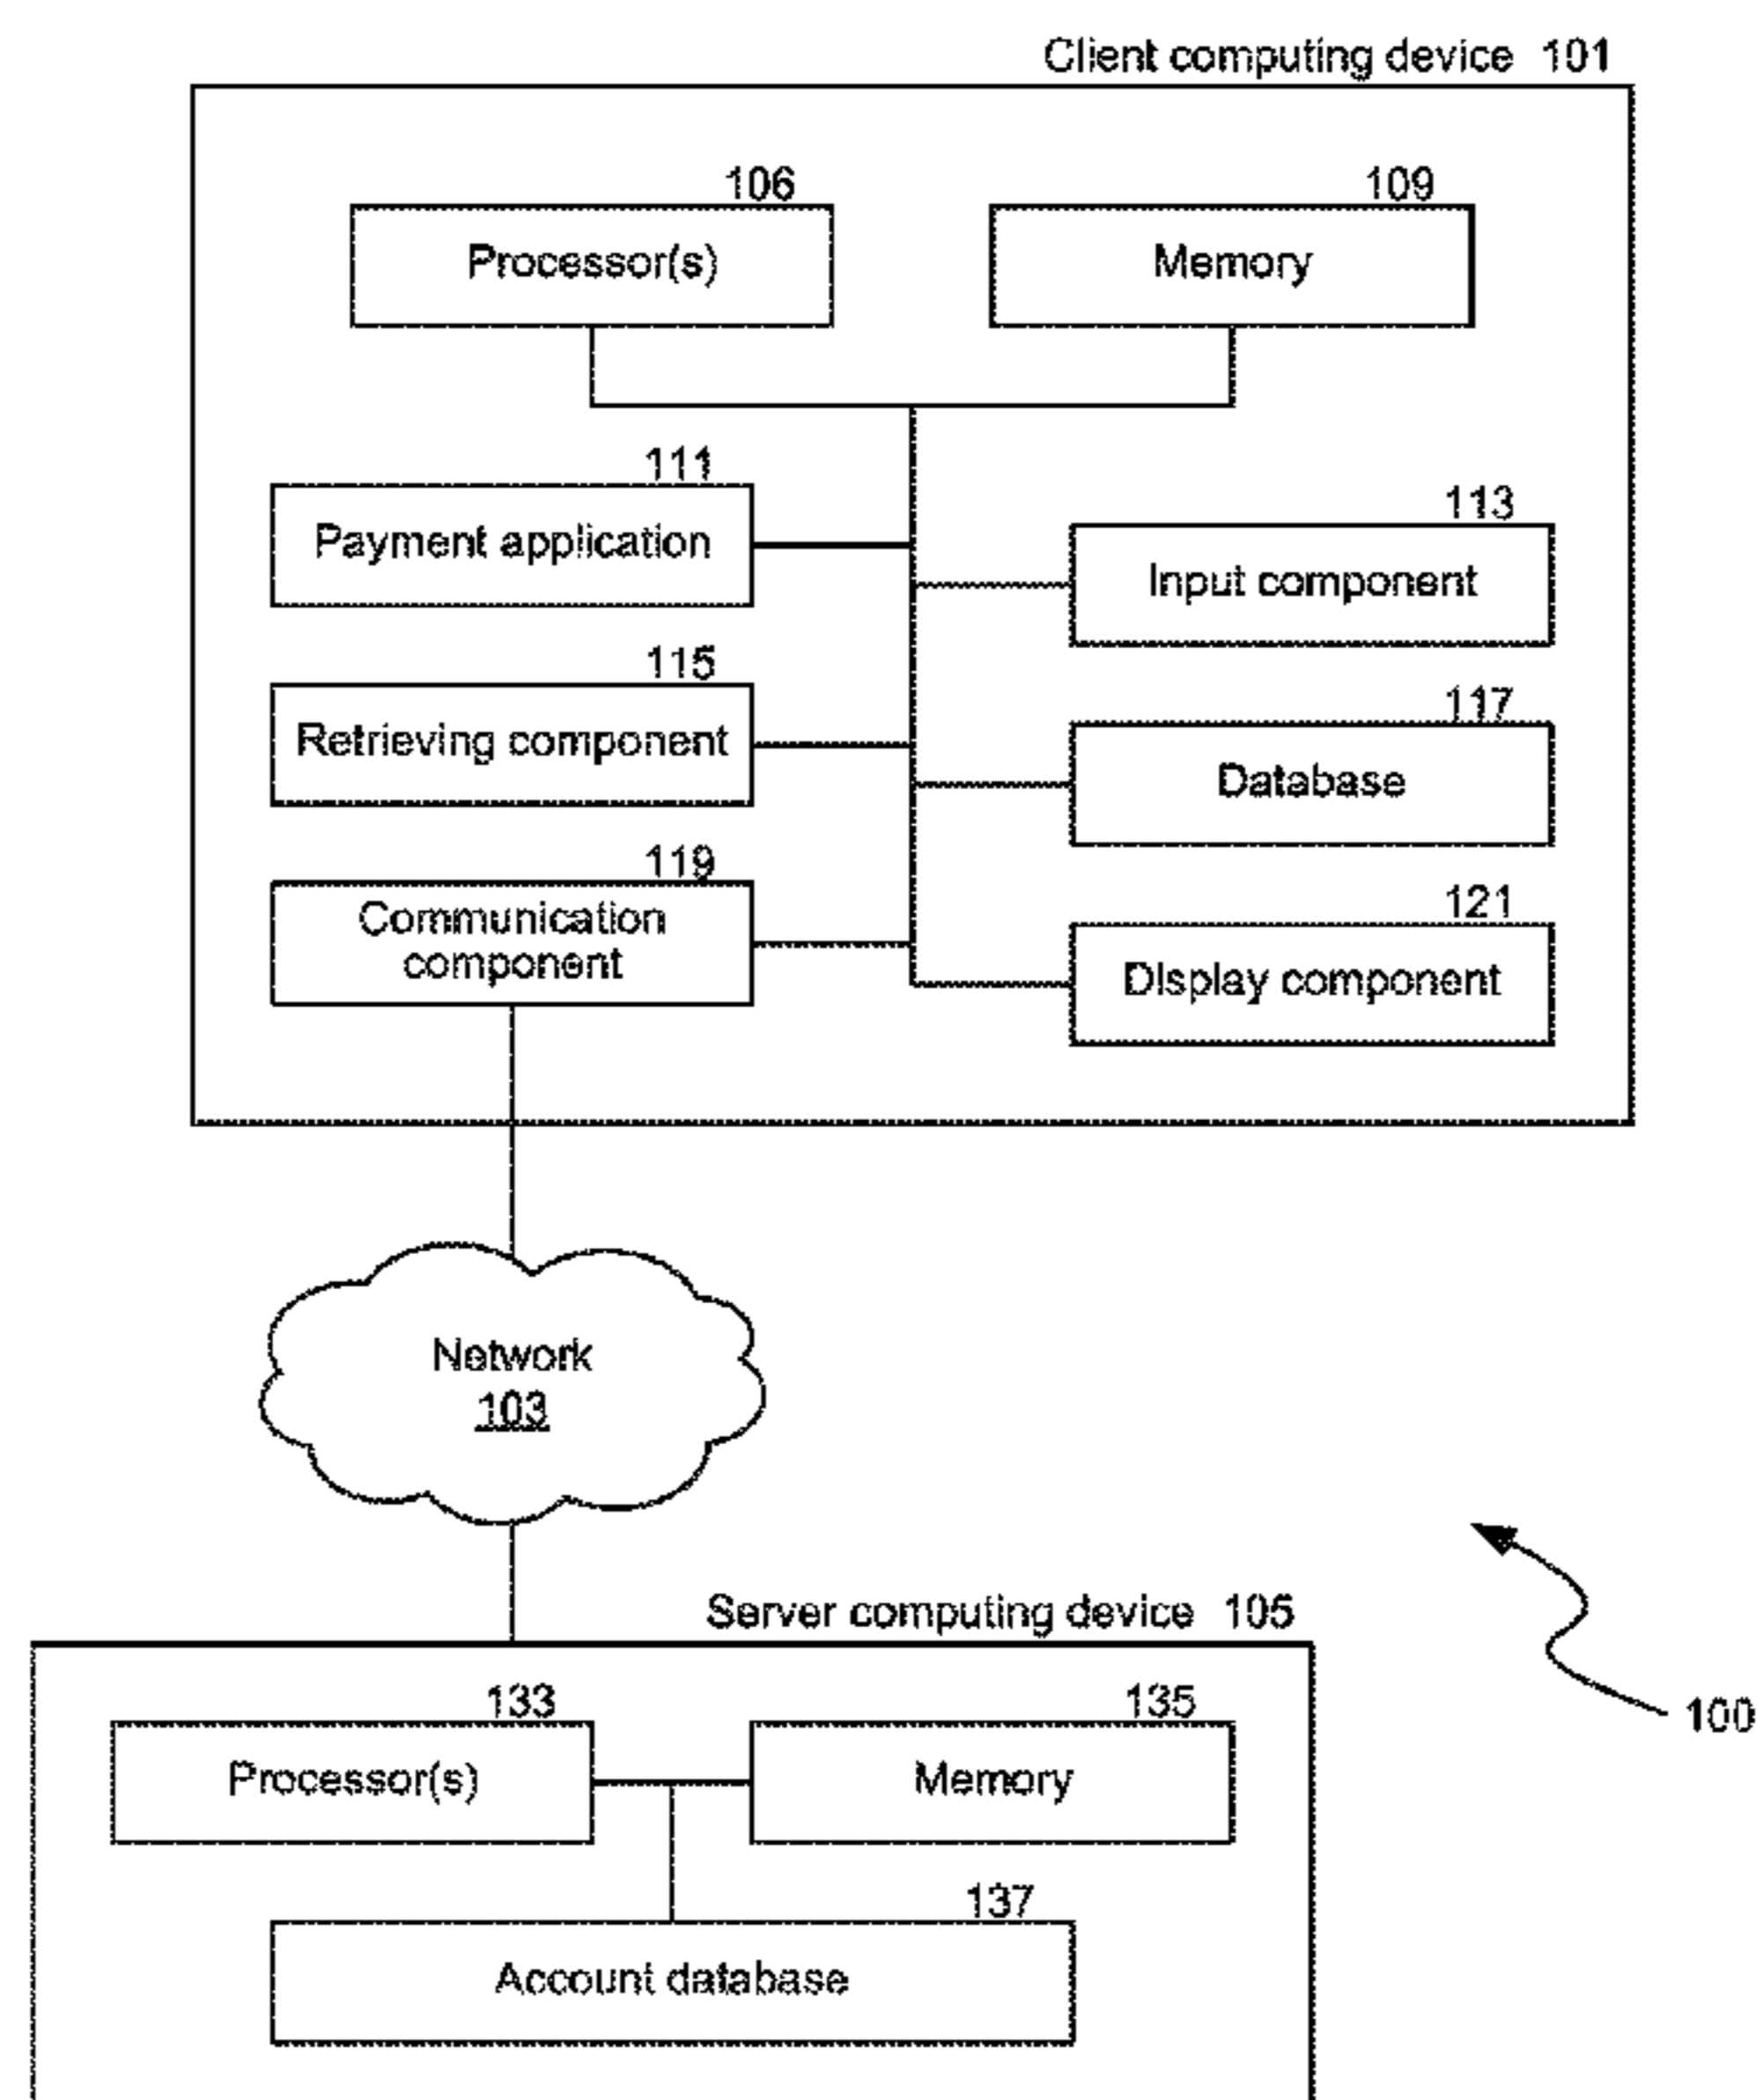 Client computing device 101
106
Processor(s)
109
Memory
111
Payment application
113
Input component
115
Retrieving component
117
Database
119
Communication
component
121
Display component
Network
103
Server computing device 105
133
Processor(s)
135
Memory
100
137
Account database